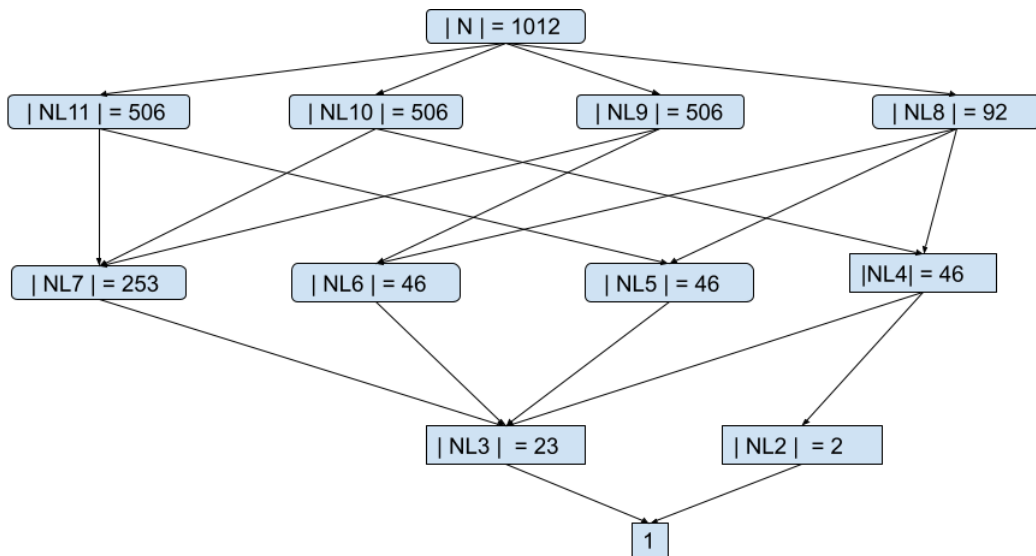 | N | = 1012
| NL11 | = 506
| NL10 | = 506
| NL9 | = 506
| NL8 | = 92
| NL7 | = 253
| NL6 | = 46
| NL5 | = 46
|NL4| = 46
| NL3 | = 23
| NL2 | = 2
1